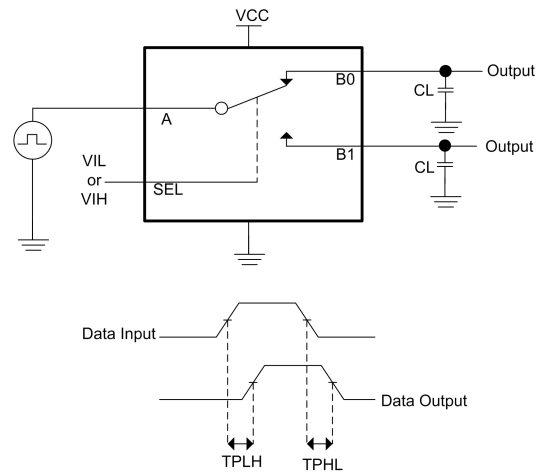 VCC
B0
Output
CL
A
B1
Output
CL
VIL
or
VIH
SEL
Data Input
Data Output
TPLH
TPHL